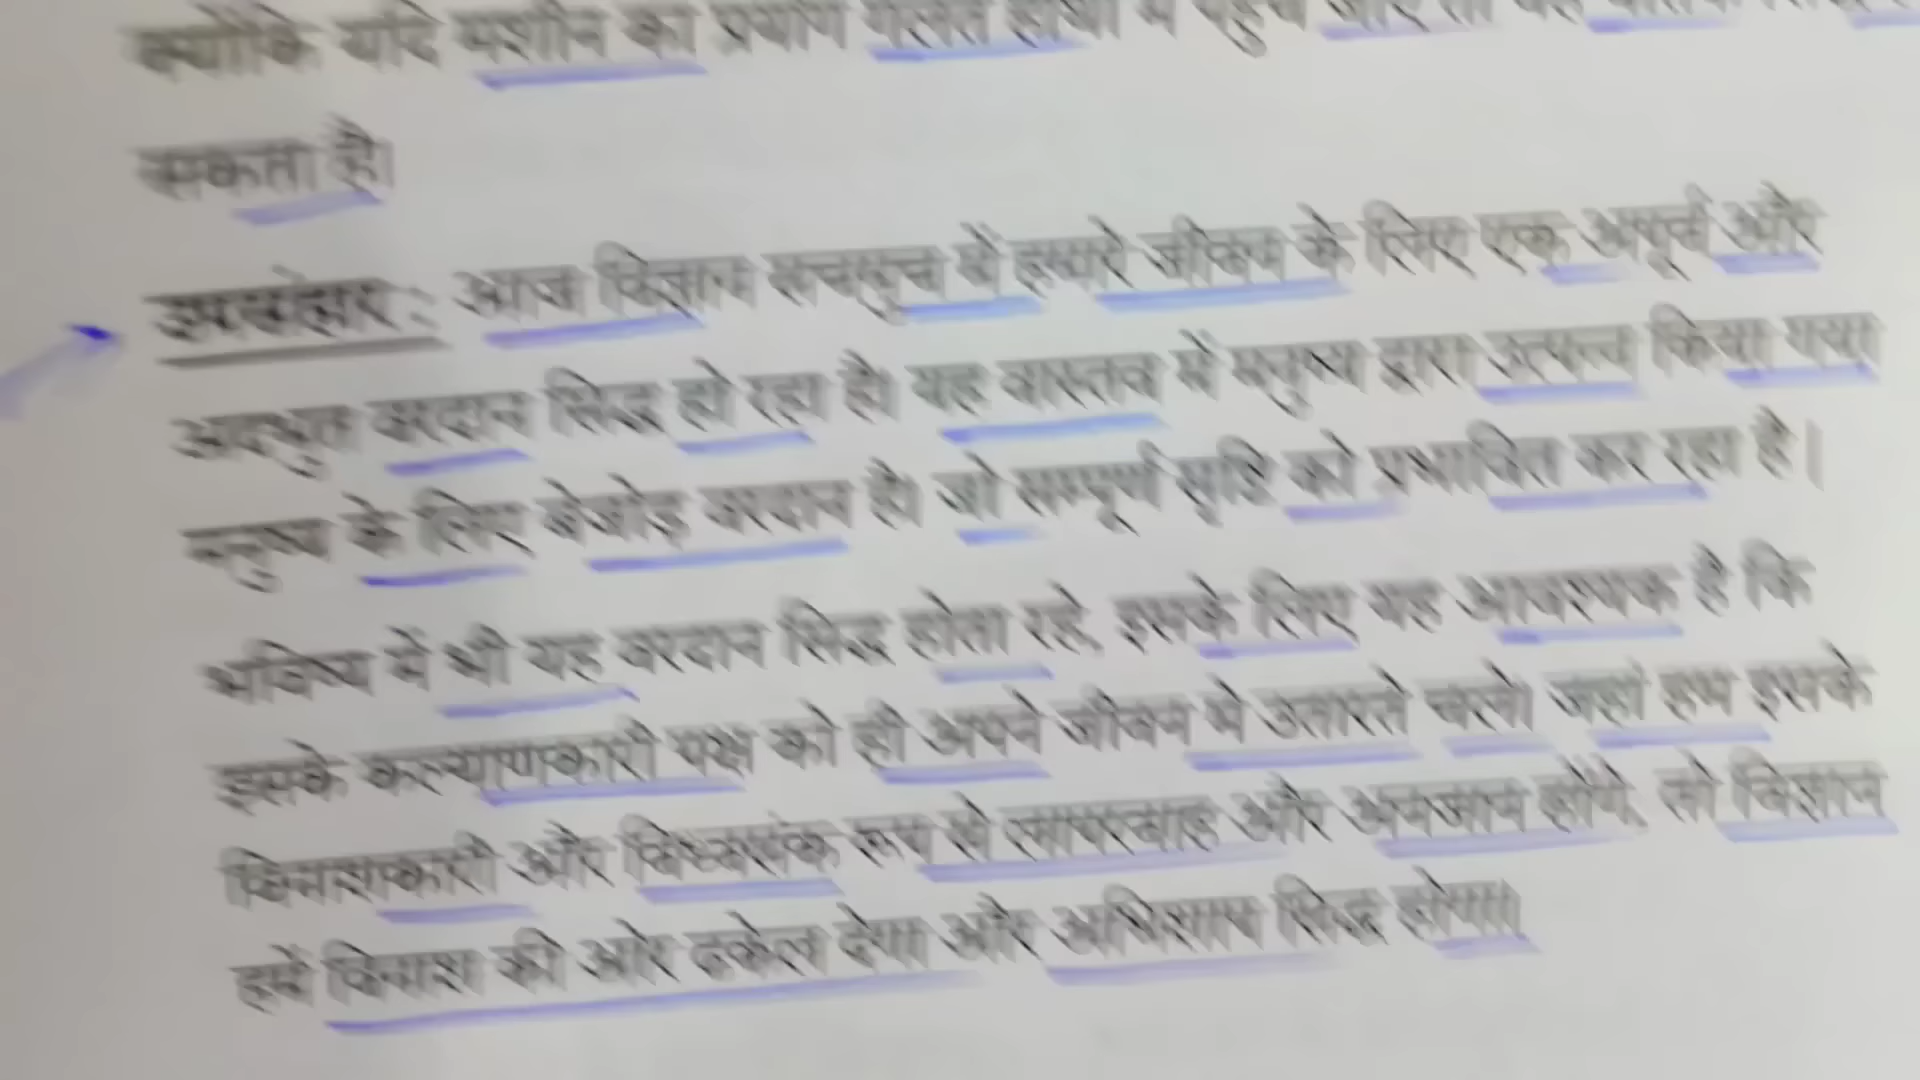 क्योंकि यदि मशीन का प्रयोग गलत हाथों में पहुंच जाए तो वह
सकता है।
उपसंहार : आज विज्ञान सचमुच में हमारे जीवन के लिए एक अपूर्व और
अदभुत वरदान सिद्ध हो रहा है। यह वास्तव में मनुष्य द्वारा उत्पन्न किया गया
मनुष्य के लिए बेजोड़ वरदान है। जो सम्पूर्ण सृष्टि को प्रभावित कर रहा है।
भविष्य में भी यह वरदान सिद्ध होता रहे, इसके लिए यह आवश्यक है कि
इसके कल्याणकारी पक्ष को ही अपने जीवन में उतारते चलो। जहां हम इसके
विनाशकारी और विध्वसंक रूप से लापरवाह और अनजान होंगे, तो विज्ञान
हमें विनाश की ओर ढकेल देगा और अभिशाप सिद्ध होगा।